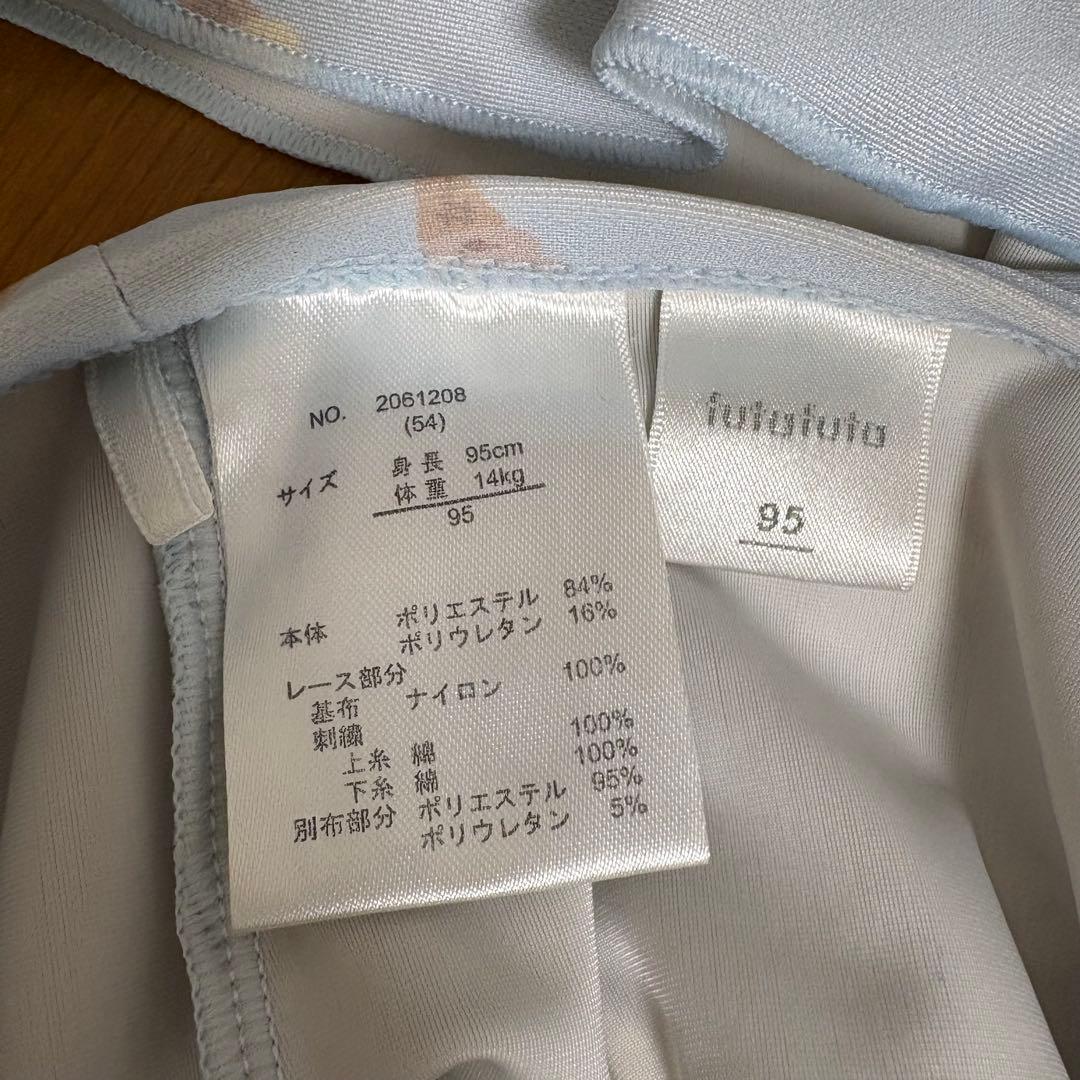 NO. 2061208
(54)
サイズ 身長 95cm
体重 14kg
95
本体 ポリエステル 84%
ポリウレタン 16%
レース部分
基布 ナイロン 100%
刺繍
上糸 綿 100%
下糸 綿 100%
別布部分 ポリエステル 95%
ポリウレタン 5%
95